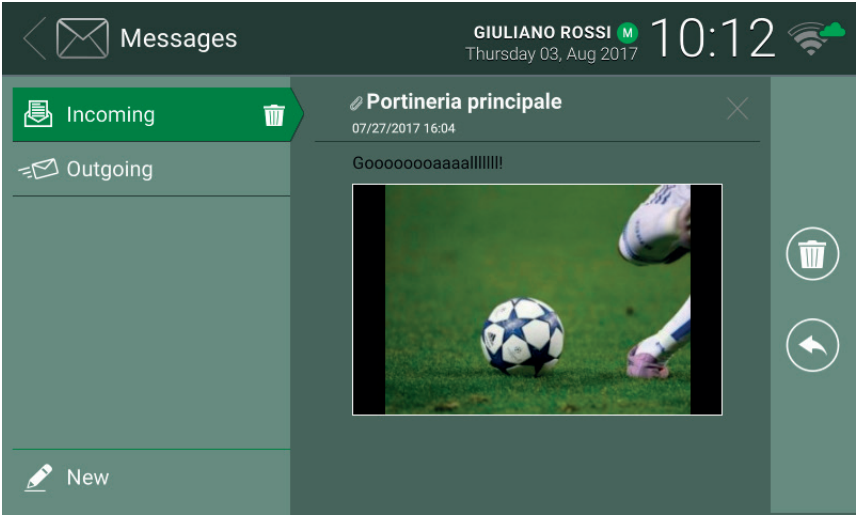 Messages
GIULIANO ROSSI M
Thursday 03, Aug 2017
10:12
Incoming
Outgoing
New
Portineria principale
07/27/2017 16:04
Goooooooaaaalllllll!